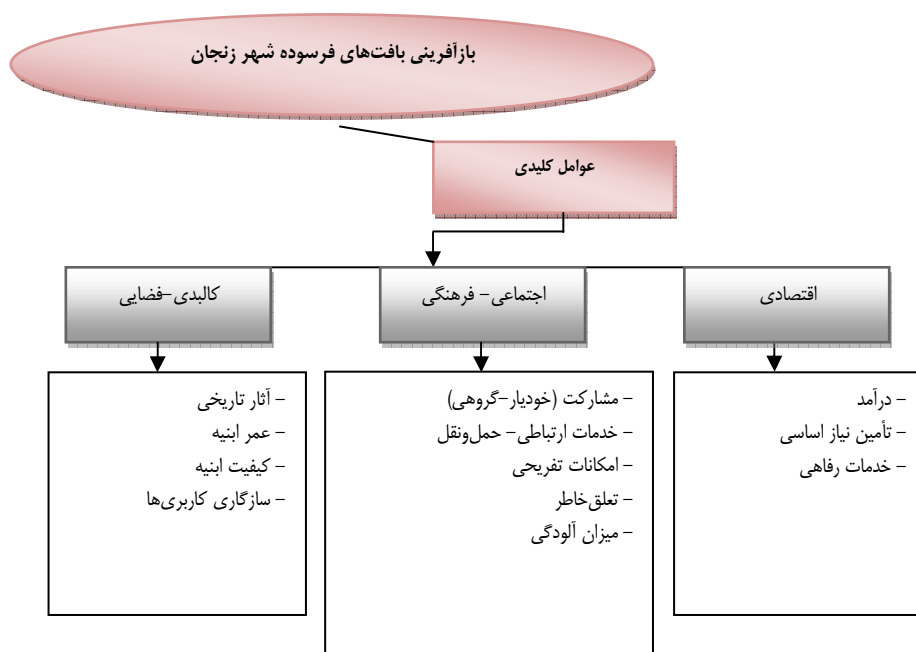 بازآفرینی بافت‌های فرسوده شهر زنجان
عوامل کلیدی
اقتصادی
اجتماعی- فرهنگی
کالبدی-فضایی
- درآمد
- تأمین نیاز اساسی
- خدمات رفاهی
- مشارکت (خودیار-گروهی)
- خدمات ارتباطی- حمل‌ونقل
- امکانات تفریحی
- تعلق‌خاطر
- میزان آلودگی
- آثار تاریخی
- عمر ابنیه
- کیفیت ابنیه
- سازگاری کاربری‌ها